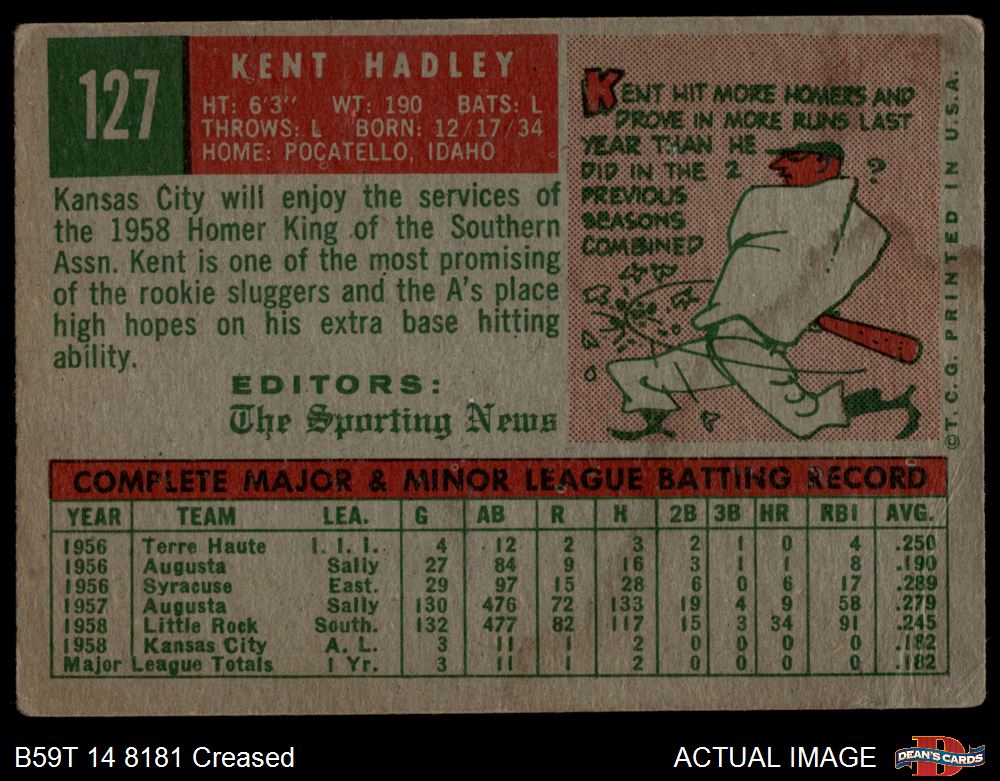 127
KENT HADLEY
HT: 6'3" WT: 190 BATS: L
THROWS: L BORN: 12/17/34
HOME: POCATELLO, IDAHO
Kansas City will enjoy the services of
the 1958 Homer King of the Southern
Assn. Kent is one of the most promising
of the rookie sluggers and the A's place
high hopes on his extra base hitting
ability.
EDITORS:
The Sporting News
KENT HIT MORE HOMERS AND
DROVE IN MORE RUNS LAST
YEAR THAN HE
DID IN THE 2
PREVIOUS
SEASONS
COMBINED
?
©T.C.G. PRINTED IN U.S.A.
COMPLETE MAJOR & MINOR LEAGUE BATTING RECORD
YEAR TEAM LEA. G AB R H 2B 3B HR RBI AVG.
1956 Terre Haute I. I. I. 4 12 2 3 2 1 0 4 .250
1956 Augusta Sally 27 84 9 16 3 1 1 8 .190
1956 Syracuse East. 29 97 15 28 6 0 6 17 .289
1957 Augusta Sally 130 476 72 133 19 4 9 58 .279
1958 Little Rock South. 132 477 82 117 15 3 34 91 .245
1958 Kansas City A. L. 3 11 1 2 0 0 0 0 .182
Major League Totals 1 Yr. 3 11 1 2 0 0 0 0 .182
B59T 14 8181 Creased
ACTUAL IMAGE
D
DEAN'S CARDS